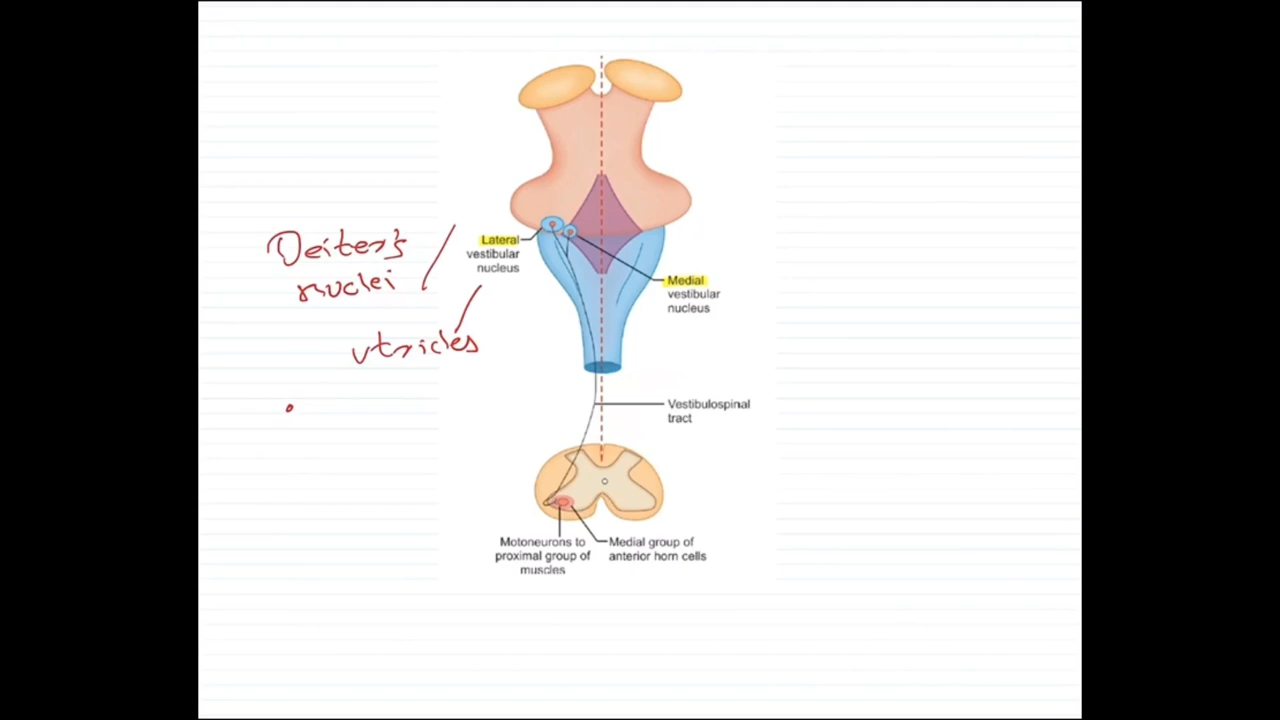 Deiter's
nuclei
utricles
Lateral
vestibular
nucleus
Medial
vestibular
nucleus
Vestibulospinal
tract
Motoneurons to
proximal group of
muscles
Medial group of
anterior horn cells